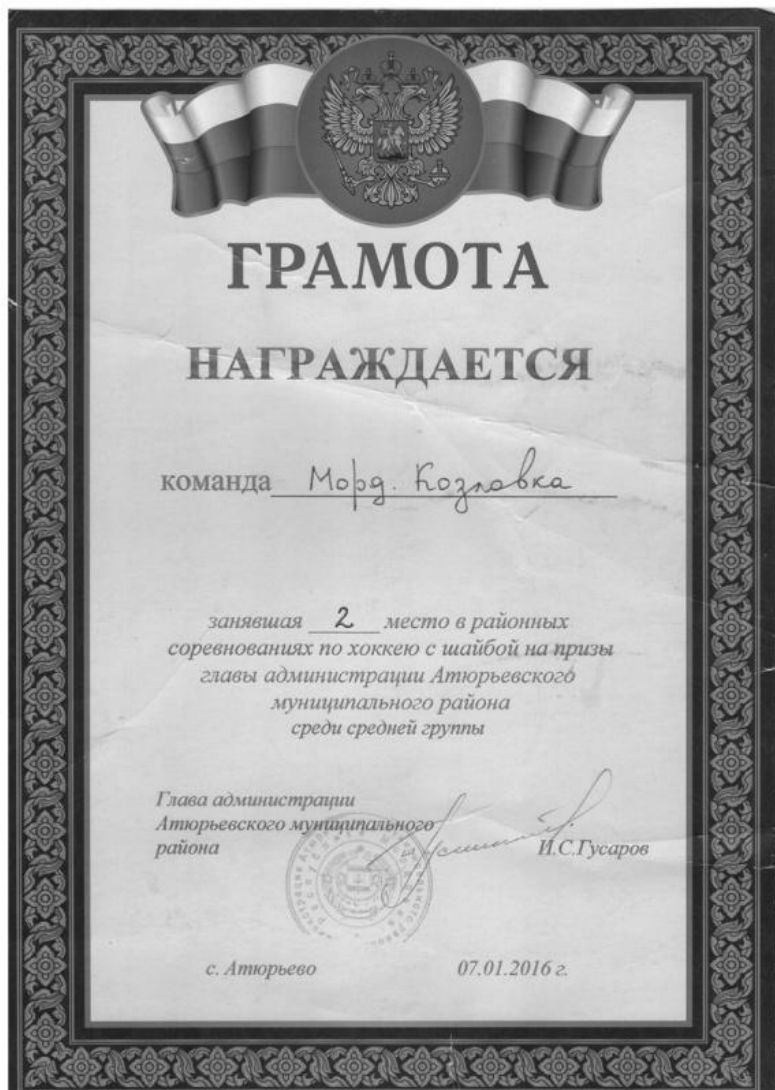 ГРАМОТА
НАГРАЖДАЕТСЯ
команда Морд. Козловка
занявшая 2 место в районных
соревнованиях по хоккею с шайбой на призы
главы администрации Атюрьевского
муниципального района
среди средней группы
Глава администрации
Атюрьевского муниципального
района И.С.Гусаров
с. Атюрьево 07.01.2016 г.